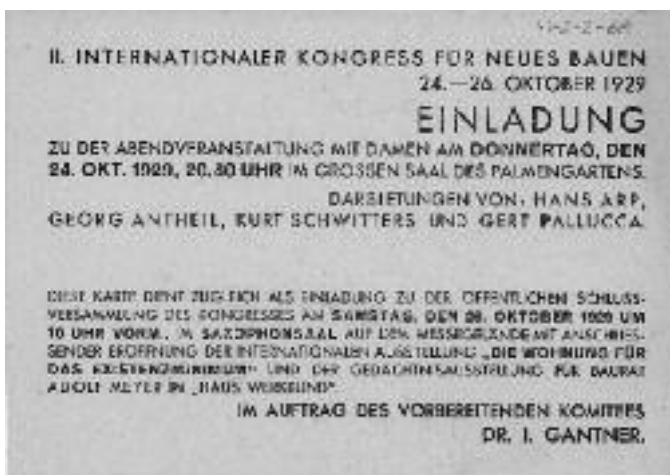 II. INTERNATIONALER KONGRESS FÜR NEUES BAUEN
24.—26. OKTOBER 1929
EINLADUNG
ZU DER ABENDVERANSTALTUNG MIT DAMEN AM DONNERTAG, DEN
24. OKT. 1929, 20.30 UHR IM GROSSEN SAAL DES PALMENGARTENS.
DARBIETUNGEN VON: HANS ARP,
GEORG ANTHEIL, KURT SCHWITTERS UND GERT PALLUCCA.
DIESE KARTE DIENT ZUGLEICH ALS EINLADUNG ZU DER ÖFFENTLICHEN SCHLUSS-
VERSAMMLUNG DES KONGRESSES AM SAMSTAG, DEN 26. OKTOBER 1929 UM
10 UHR VORM., IM SAXOPHONSAAL AUF DEM MESSEGELÄNDE MIT ANSCHLIES-
SENDER ERÖFFNUNG DER INTERNATIONALEN AUSSTELLUNG „DIE WOHNUNG FÜR
DAS EXISTENZMINIMUM" UND DER GEDÄCHTNISAUSSTELLUNG FÜR BAURAT
ADOLF MEYER IM „HAUS WERKBUND".
IM AUFTRAG DES VORBEREITENDEN KOMITEES
DR. I. GANTNER.